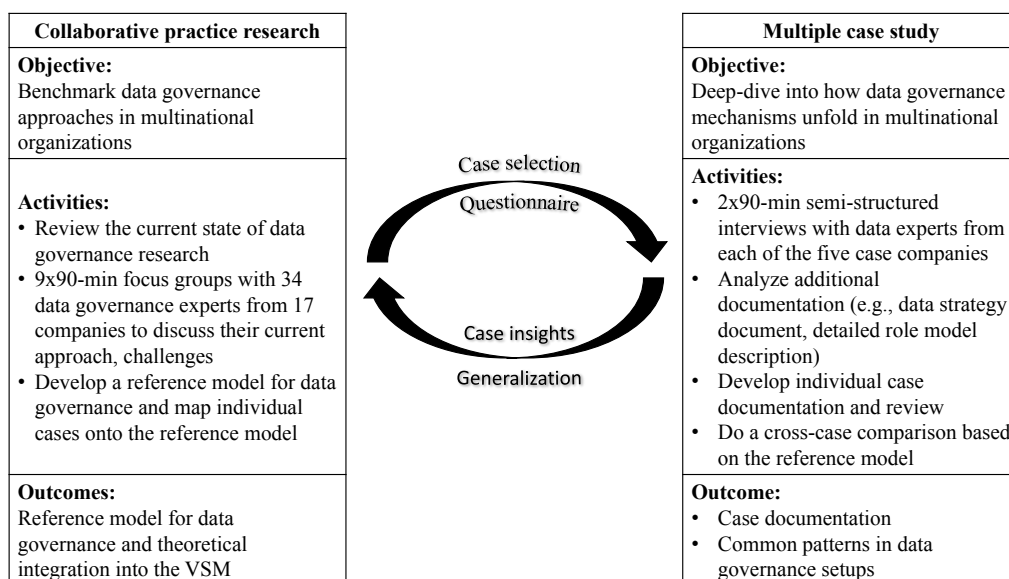 Collaborative practice research
Objective:
Benchmark data governance
approaches in multinational
organizations
Activities:
• Review the current state of data
governance research
• 9x90-min focus groups with 34
data governance experts from 17
companies to discuss their current
approach, challenges
• Develop a reference model for data
governance and map individual
cases onto the reference model
Outcomes:
Reference model for data
governance and theoretical
integration into the VSM
Case selection
Questionnaire
Case insights
Generalization
Multiple case study
Objective:
Deep-dive into how data governance
mechanisms unfold in multinational
organizations
Activities:
• 2x90-min semi-structured
interviews with data experts from
each of the five case companies
• Analyze additional
documentation (e.g., data strategy
document, detailed role model
description)
• Develop individual case
documentation and review
• Do a cross-case comparison based
on the reference model
Outcome:
• Case documentation
• Common patterns in data
governance setups